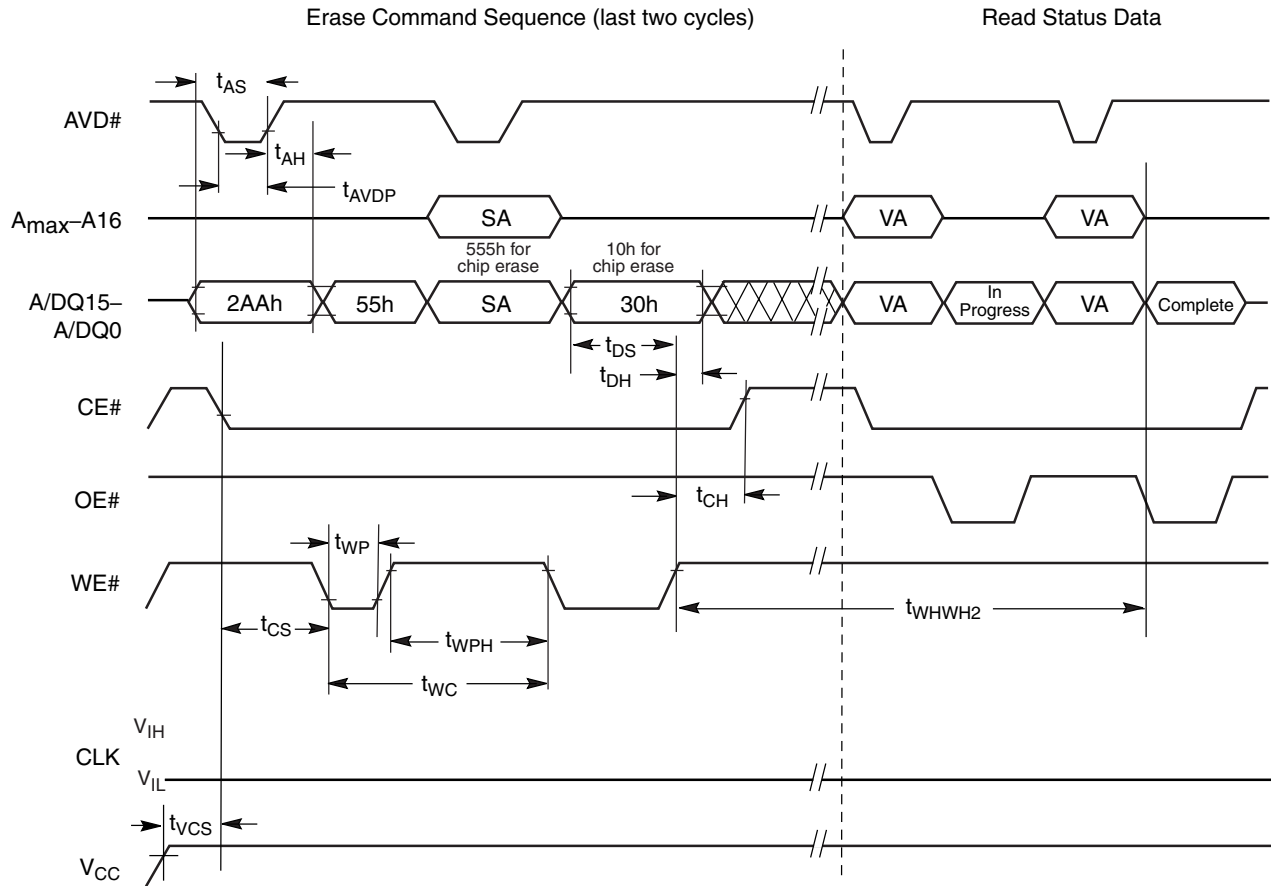 Erase Command Sequence (last two cycles)
Read Status Data
tAS
AVD#
tAH
tAVDP
Amax–A16
SA
VA
VA
555h for
chip erase
10h for
chip erase
A/DQ15–
A/DQ0
2AAh
55h
SA
30h
VA
In
Progress
VA
Complete
tDS
tDH
CE#
OE#
tCH
tWP
WE#
tCS
tWPH
tWHWH2
tWC
VIH
CLK
VIL
tVCS
VCC